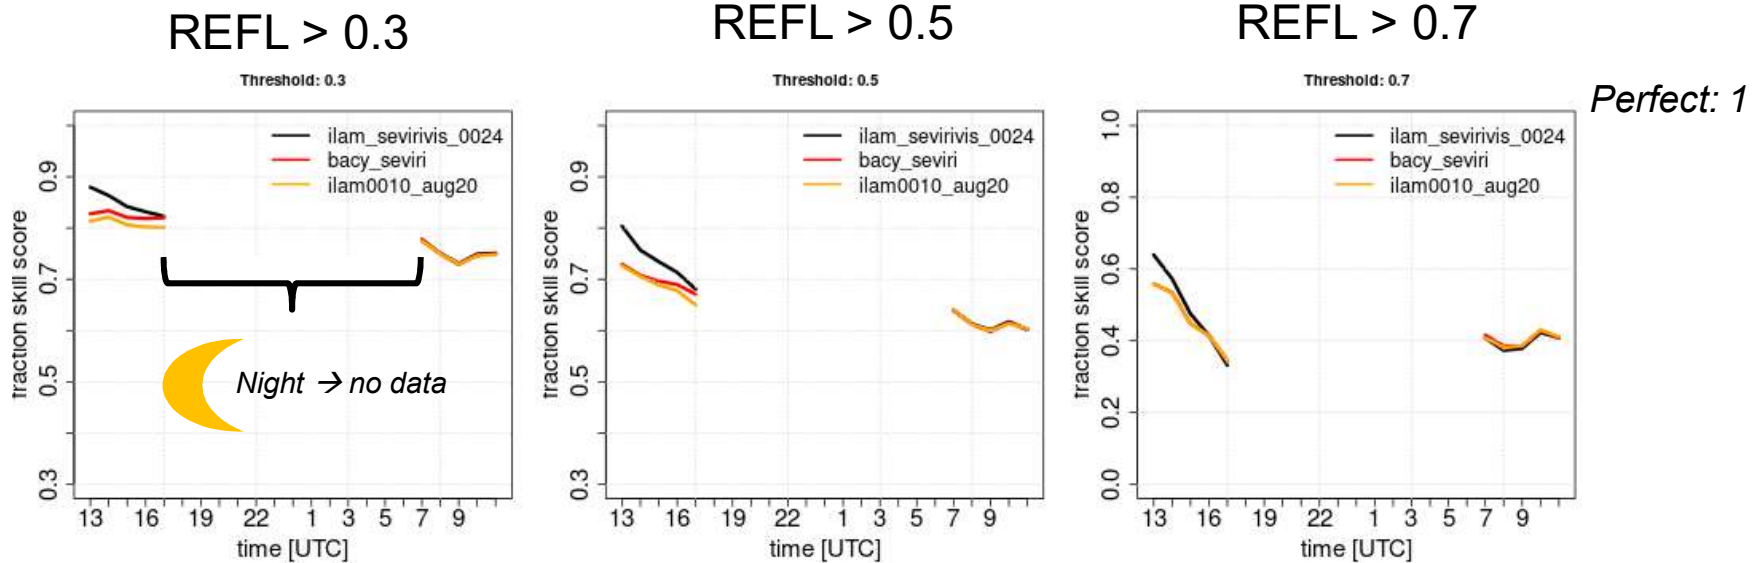 REFL > 0.3
REFL > 0.5
REFL > 0.7
Perfect: 1
Threshold: 0.3
ilam_sevirivis_0024
bacy_seviri
ilam0010_aug20
fraction skill score
0.9
0.7
0.5
0.3
Night → no data
13 16 19 22 1 3 5 7 9
time [UTC]
Threshold: 0.5
ilam_sevirivis_0024
bacy_seviri
ilam0010_aug20
fraction skill score
0.9
0.7
0.5
0.3
13 16 19 22 1 3 5 7 9
time [UTC]
Threshold: 0.7
ilam_sevirivis_0024
bacy_seviri
ilam0010_aug20
fraction skill score
1.0
0.8
0.6
0.4
0.2
0.0
13 16 19 22 1 3 5 7 9
time [UTC]